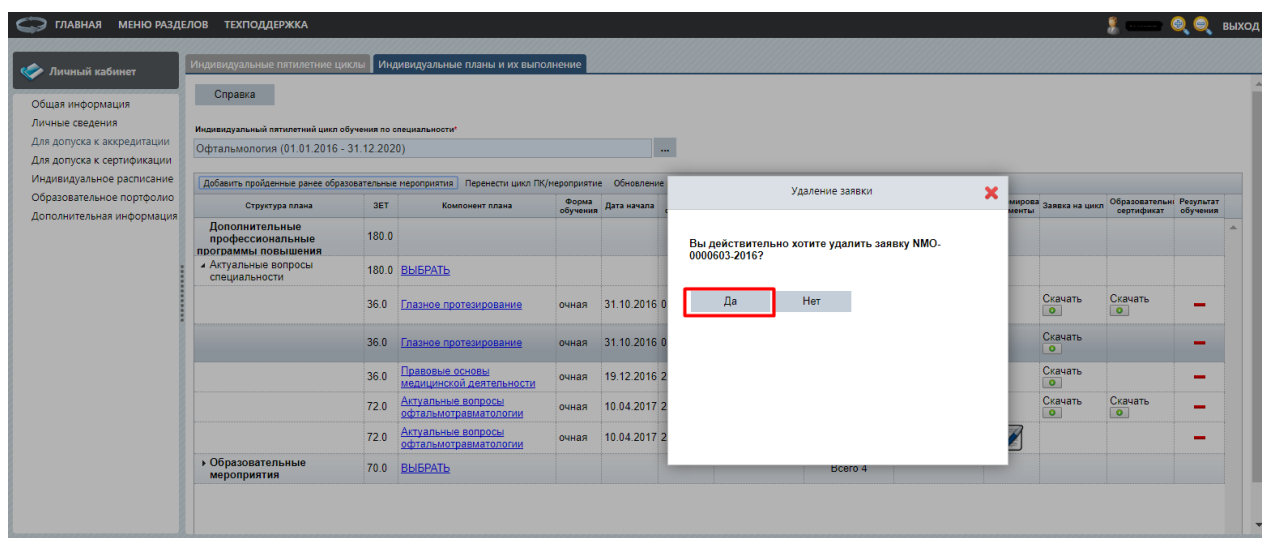 ГЛАВНАЯ МЕНЮ РАЗДЕЛОВ ТЕХПОДДЕРЖКА ВЫХОД
Личный кабинет
Общая информация
Личные сведения
Для допуска к аккредитации
Для допуска к сертификации
Индивидуальное расписание
Образовательное портфолио
Дополнительная информация
Индивидуальные пятилетние циклы Индивидуальные планы и их выполнение
Справка
Индивидуальный пятилетний цикл обучения по специальности*
Офтальмология (01.01.2016 - 31.12.2020) ...
Добавить пройденные ранее образовательные мероприятия Перенести цикл ПК/мероприятие Обновление
Структура плана ЗЕТ Компонент плана Форма обучения Дата начала Заявка на цикл сертификат Результат обучения
Дополнительные
профессиональные
программы повышения
180.0
Актуальные вопросы
специальности
180.0 ВЫБРАТЬ
36.0 Глазное протезирование очная 31.10.2016 Скачать Скачать
36.0 Глазное протезирование очная 31.10.2016 Скачать
36.0 Правовые основы
медицинской деятельности
очная 19.12.2016 Скачать
72.0 Актуальные вопросы
офтальмотравматологии
очная 10.04.2017 Скачать Скачать
72.0 Актуальные вопросы
офтальмотравматологии
очная 10.04.2017
Образовательные
мероприятия
70.0 ВЫБРАТЬ Всего 4
Удаление заявки
Вы действительно хотите удалить заявку NMO-
0000603-2016?
Да Нет